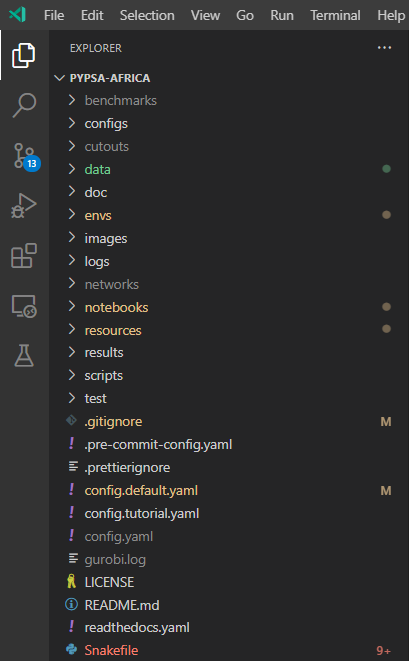 File Edit Selection View Go Run Terminal Help
EXPLORER ···
PYPSA-AFRICA
benchmarks
configs
cutouts
13
data
doc
envs
images
logs
networks
notebooks
resources
results
scripts
test
.gitignore M
! .pre-commit-config.yaml
.prettierignore
! config.default.yaml M
! config.tutorial.yaml
! config.yaml
gurobi.log
LICENSE
README.md
! readthedocs.yaml
Snakefile 9+